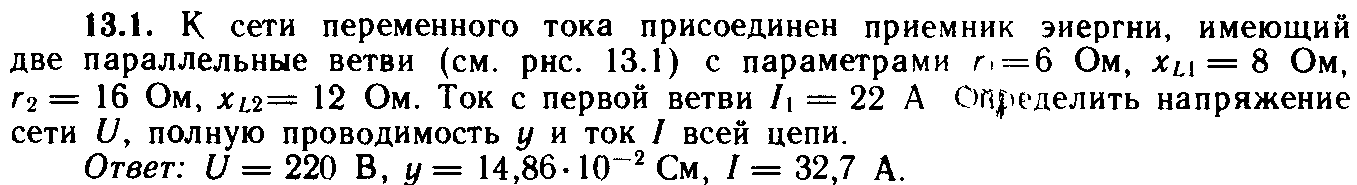 13.1. К сети переменного тока присоединен приемник энергни, имеющий
две параллельные ветви (см. рнс. 13.1) с параметрами r₁=6 Ом, x_L1 = 8 Ом,
r₂ = 16 Ом, x_L2= 12 Ом. Ток с первой ветви I₁ = 22 А Определить напряжение
сети U, полную проводимость y и ток I всей цепи.
Ответ: U = 220 В, y = 14,86·10⁻² См, I = 32,7 А.